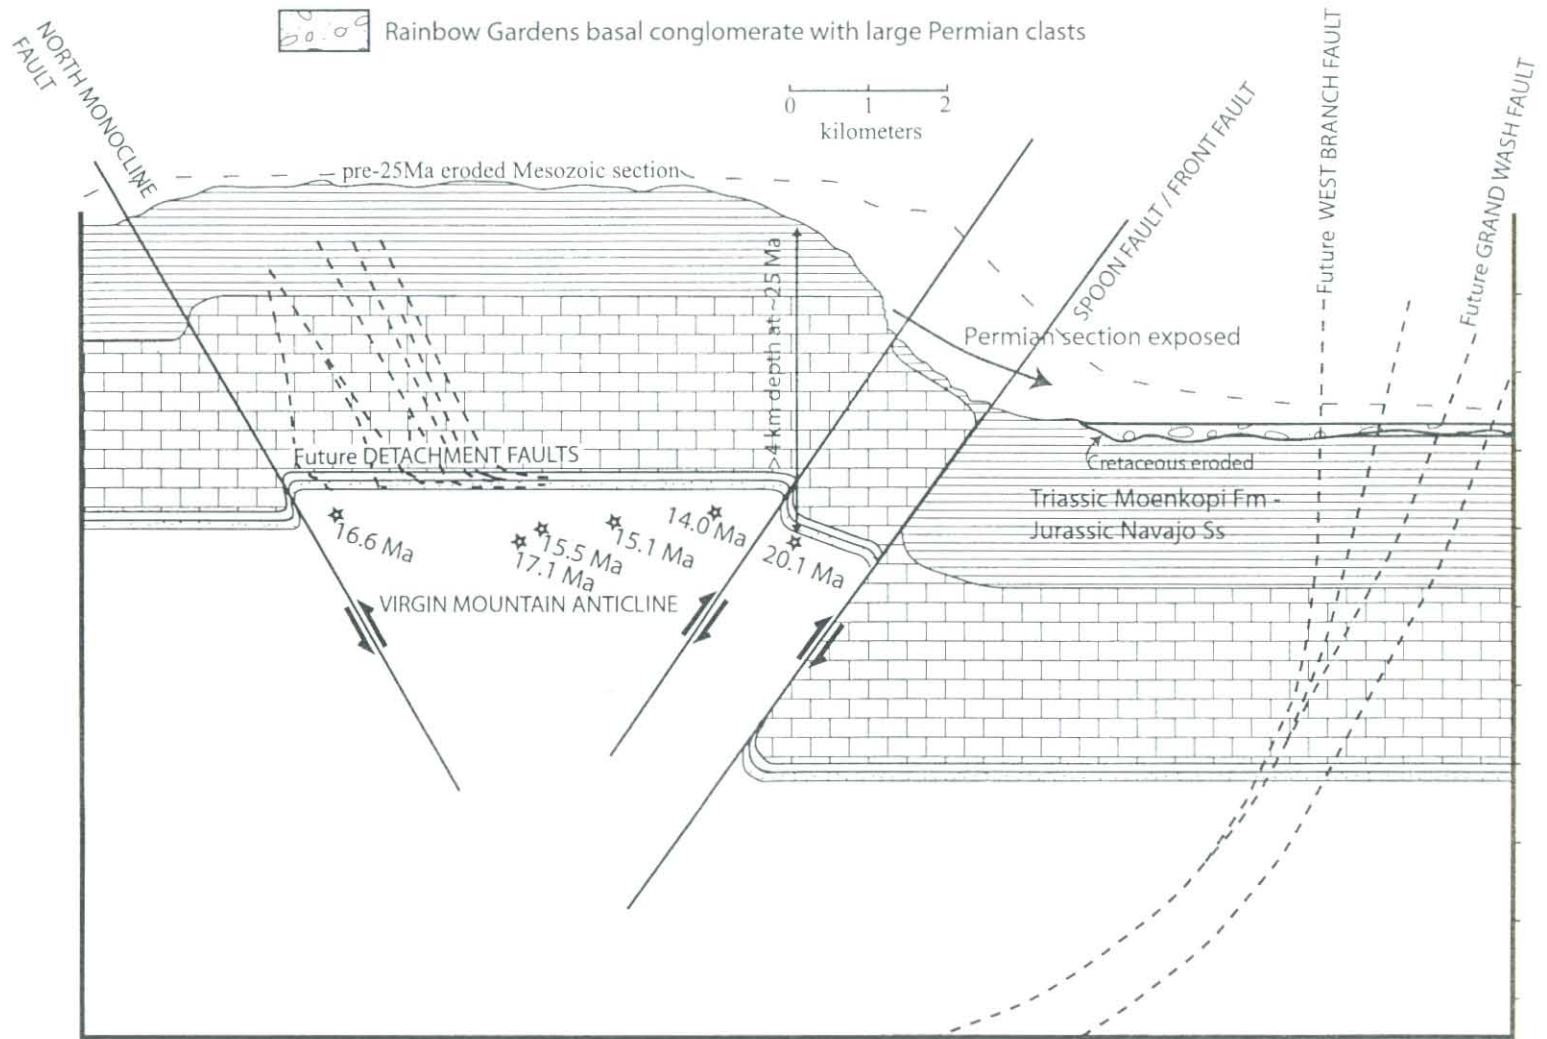 Rainbow Gardens basal conglomerate with large Permian clasts
NORTH MONOCLINE
FAULT
0 1 2
kilometers
pre-25Ma eroded Mesozoic section
SPOON FAULT / FRONT FAULT
Future WEST BRANCH FAULT
Future GRAND WASH FAULT
>4 km depth at ~25 Ma
Permian section exposed
Future DETACHMENT FAULTS
Cretaceous eroded
Triassic Moenkopi Fm -
Jurassic Navajo Ss
16.6 Ma
15.5 Ma
17.1 Ma
15.1 Ma
14.0 Ma
20.1 Ma
VIRGIN MOUNTAIN ANTICLINE